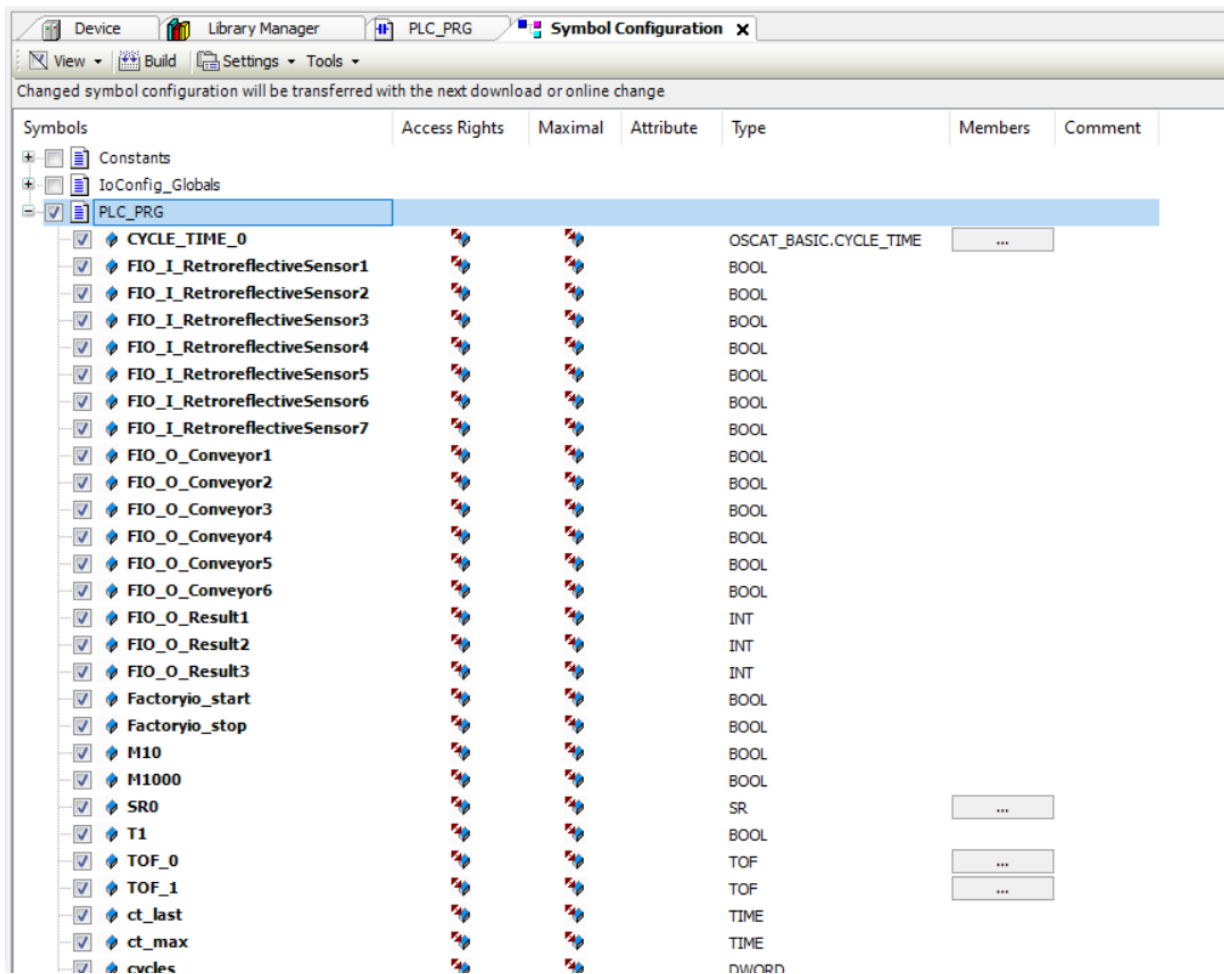 Device Library Manager PLC_PRG Symbol Configuration X
View Build Settings Tools
Changed symbol configuration will be transferred with the next download or online change
Symbols Access Rights Maximal Attribute Type Members Comment
Constants
IoConfig_Globals
PLC_PRG
CYCLE_TIME_0 OSCAT_BASIC.CYCLE_TIME ...
FIO_I_RetroreflectiveSensor1 BOOL
FIO_I_RetroreflectiveSensor2 BOOL
FIO_I_RetroreflectiveSensor3 BOOL
FIO_I_RetroreflectiveSensor4 BOOL
FIO_I_RetroreflectiveSensor5 BOOL
FIO_I_RetroreflectiveSensor6 BOOL
FIO_I_RetroreflectiveSensor7 BOOL
FIO_O_Conveyor1 BOOL
FIO_O_Conveyor2 BOOL
FIO_O_Conveyor3 BOOL
FIO_O_Conveyor4 BOOL
FIO_O_Conveyor5 BOOL
FIO_O_Conveyor6 BOOL
FIO_O_Result1 INT
FIO_O_Result2 INT
FIO_O_Result3 INT
Factoryio_start BOOL
Factoryio_stop BOOL
M10 BOOL
M1000 BOOL
SR0 SR ...
T1 BOOL
TOF_0 TOF ...
TOF_1 TOF ...
ct_last TIME
ct_max TIME
cycles DWORD